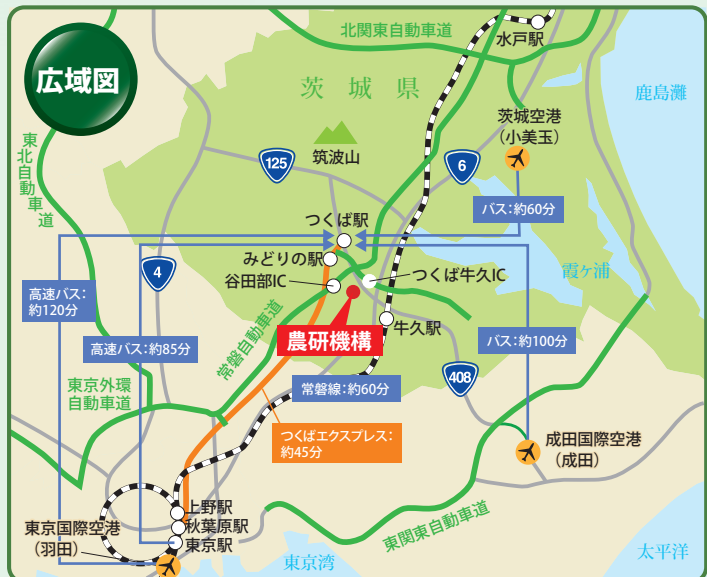 広域図
北関東自動車道
水戸駅
茨城県
鹿島灘
茨城空港
（小美玉）
東北自動車道
筑波山
125
6
バス：約60分
つくば駅
みどりの駅
谷田部IC
つくば牛久IC
霞ヶ浦
4
高速バス：
約120分
高速バス：約85分
農研機構
牛久駅
バス：約100分
常磐自動車道
東京外環
自動車道
常磐線：約60分
408
つくばエクスプレス：
約45分
成田国際空港
（成田）
上野駅
秋葉原駅
東京駅
東京国際空港
（羽田）
東関東自動車道
東京湾
太平洋